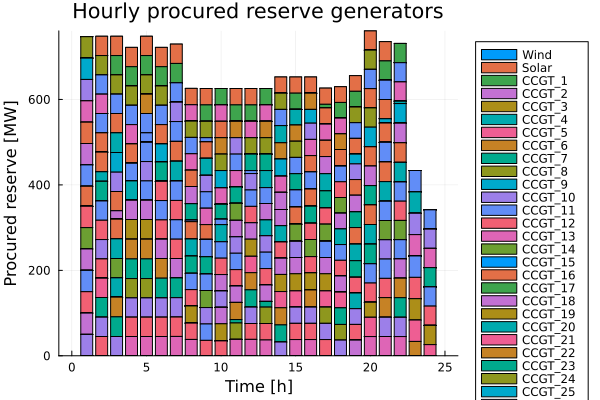 Hourly procured reserve generators
Procured reserve [MW]
600
400
200
0
0 5 10 15 20 25
Time [h]
Wind
Solar
CCGT_1
CCGT_2
CCGT_3
CCGT_4
CCGT_5
CCGT_6
CCGT_7
CCGT_8
CCGT_9
CCGT_10
CCGT_11
CCGT_12
CCGT_13
CCGT_14
CCGT_15
CCGT_16
CCGT_17
CCGT_18
CCGT_19
CCGT_20
CCGT_21
CCGT_22
CCGT_23
CCGT_24
CCGT_25